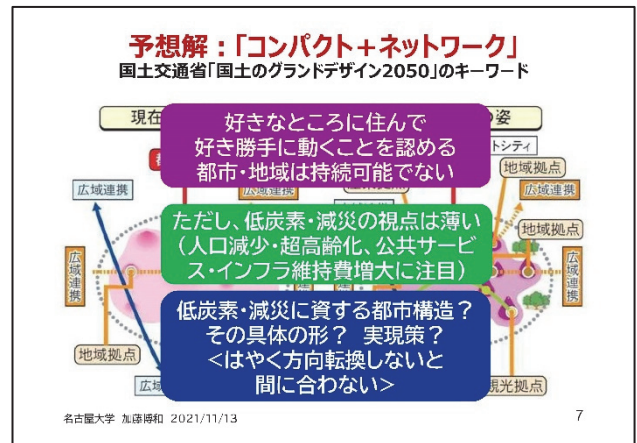 予想解：「コンパクト＋ネットワーク」
国土交通省「国土のグランドデザイン2050」のキーワード
現在
の姿
好きなところに住んで
好き勝手に動くことを認める
都市・地域は持続可能でない
トシティ
地域拠点
広域連携
広域連携
広域連携
地域拠点
ただし、低炭素・減災の視点は薄い
（人口減少・超高齢化、公共サービ
ス・インフラ維持費増大に注目）
広域連携
広域連携
低炭素・減災に資する都市構造？
その具体の形？　実現策？
＜はやく方向転換しないと
間に合わない＞
地域拠点
広域
観光拠点
名古屋大学 加藤博和 2021/11/13
7